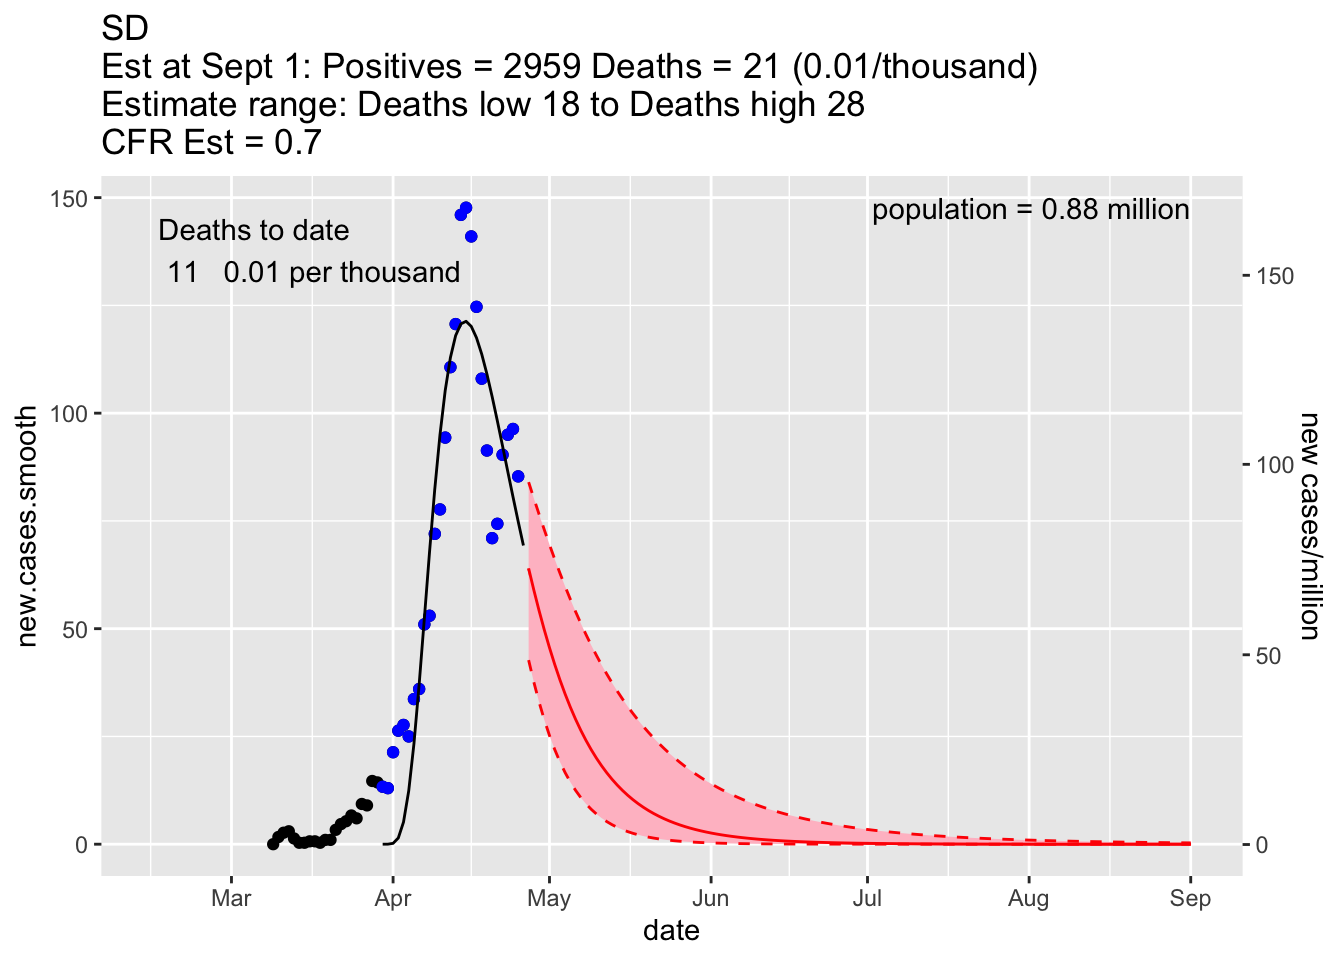 SD
Est at Sept 1: Positives = 2959 Deaths = 21 (0.01/thousand)
Estimate range: Deaths low 18 to Deaths high 28
CFR Est = 0.7
population = 0.88 million
Deaths to date
11 0.01 per thousand
150
100
50
0
new.cases.smooth
150
100
50
0
new cases/million
Mar
Apr
May
Jun
Jul
Aug
Sep
date